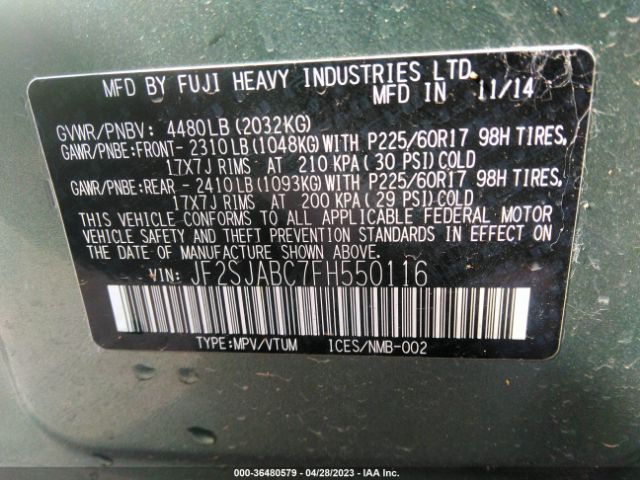 MFD BY FUJI HEAVY INDUSTRIES LTD.
MFD IN 11/14
GVWR/PNBV: 4480LB(2032KG)
GAWR/PNBE:FRONT- 2310LB(1048KG)WITH P225/60R17 98H TIRES,
17X7J RIMS AT 210 KPA(30 PSI)COLD
GAWR/PNBE:REAR - 2410LB(1093KG)WITH P225/60R17 98H TIRES,
17X7J RIMS AT 200 KPA(29 PSI)COLD
THIS VEHICLE CONFORMS TO ALL APPLICABLE FEDERAL MOTOR
VEHICLE SAFETY AND THEFT PREVENTION STANDARDS IN EFFECT ON
THE DATE OF MANUFACTURE SHOWN ABOVE.
VIN: JF2SJABC7FH550116
TYPE:MPV/VTUM ICES/NMB-002
000-36480579 - 04/28/2023 - IAA Inc.